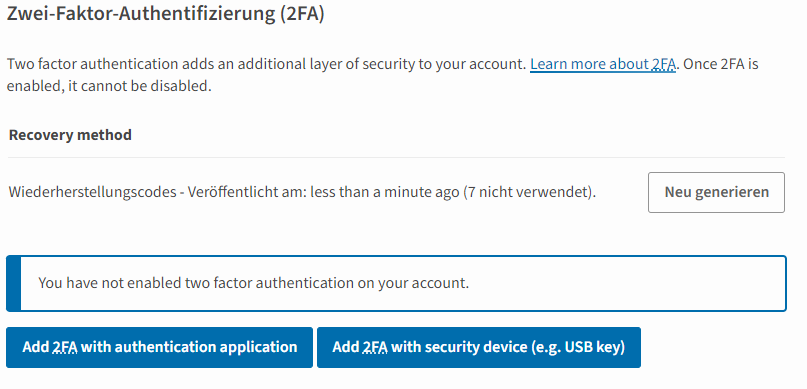 Zwei-Faktor-Authentifizierung (2FA)
Two factor authentication adds an additional layer of security to your account. Learn more about 2FA. Once 2FA is
enabled, it cannot be disabled.
Recovery method
Wiederherstellungscodes - Veröffentlicht am: less than a minute ago (7 nicht verwendet).
Neu generieren
You have not enabled two factor authentication on your account.
Add 2FA with authentication application
Add 2FA with security device (e.g. USB key)